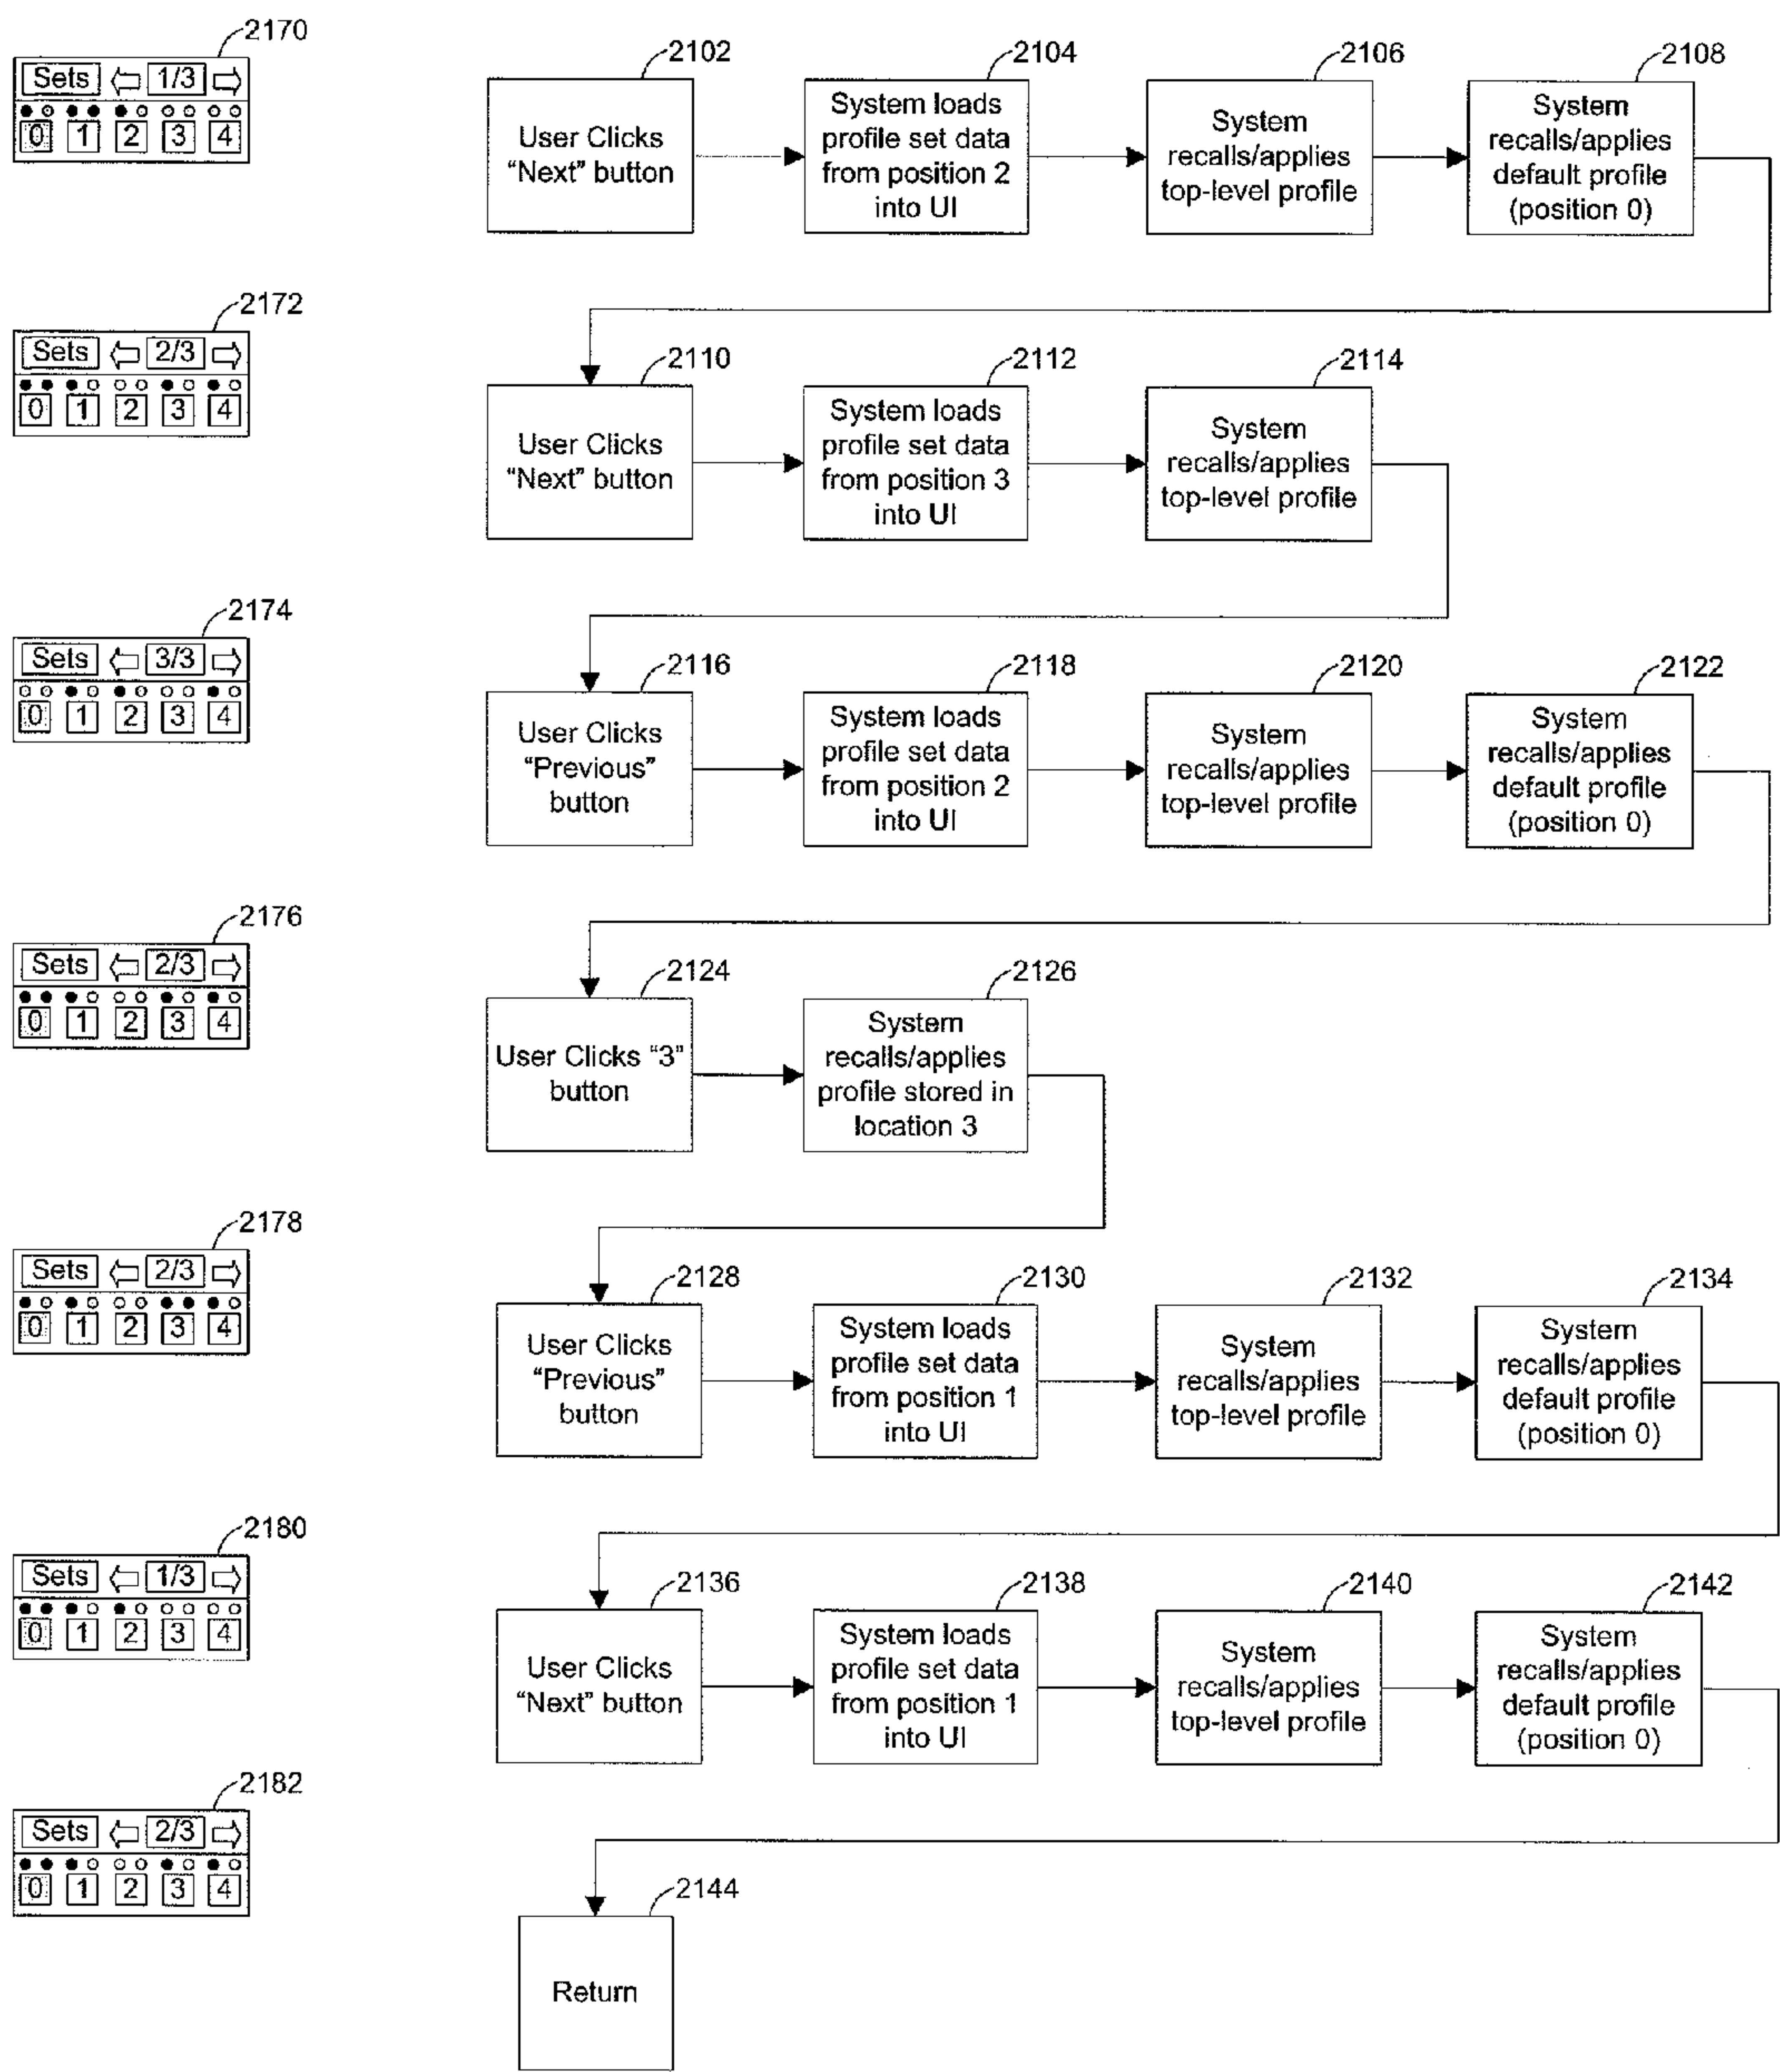 2170
Sets 1/3
0 1 2 3 4
2102
User Clicks
“Next” button
2104
System loads
profile set data
from position 2
into UI
2106
System
recalls/applies
top-level profile
2108
System
recalls/applies
default profile
(position 0)
2172
Sets 2/3
0 1 2 3 4
2110
User Clicks
“Next” button
2112
System loads
profile set data
from position 3
into UI
2114
System
recalls/applies
top-level profile
2174
Sets 3/3
0 1 2 3 4
2116
User Clicks
“Previous”
button
2118
System loads
profile set data
from position 2
into UI
2120
System
recalls/applies
top-level profile
2122
System
recalls/applies
default profile
(position 0)
2176
Sets 2/3
0 1 2 3 4
2124
User Clicks “3”
button
2126
System
recalls/applies
profile stored in
location 3
2178
Sets 2/3
0 1 2 3 4
2128
User Clicks
“Previous”
button
2130
System loads
profile set data
from position 1
into UI
2132
System
recalls/applies
top-level profile
2134
System
recalls/applies
default profile
(position 0)
2180
Sets 1/3
0 1 2 3 4
2136
User Clicks
“Next” button
2138
System loads
profile set data
from position 1
into UI
2140
System
recalls/applies
top-level profile
2142
System
recalls/applies
default profile
(position 0)
2182
Sets 2/3
0 1 2 3 4
2144
Return